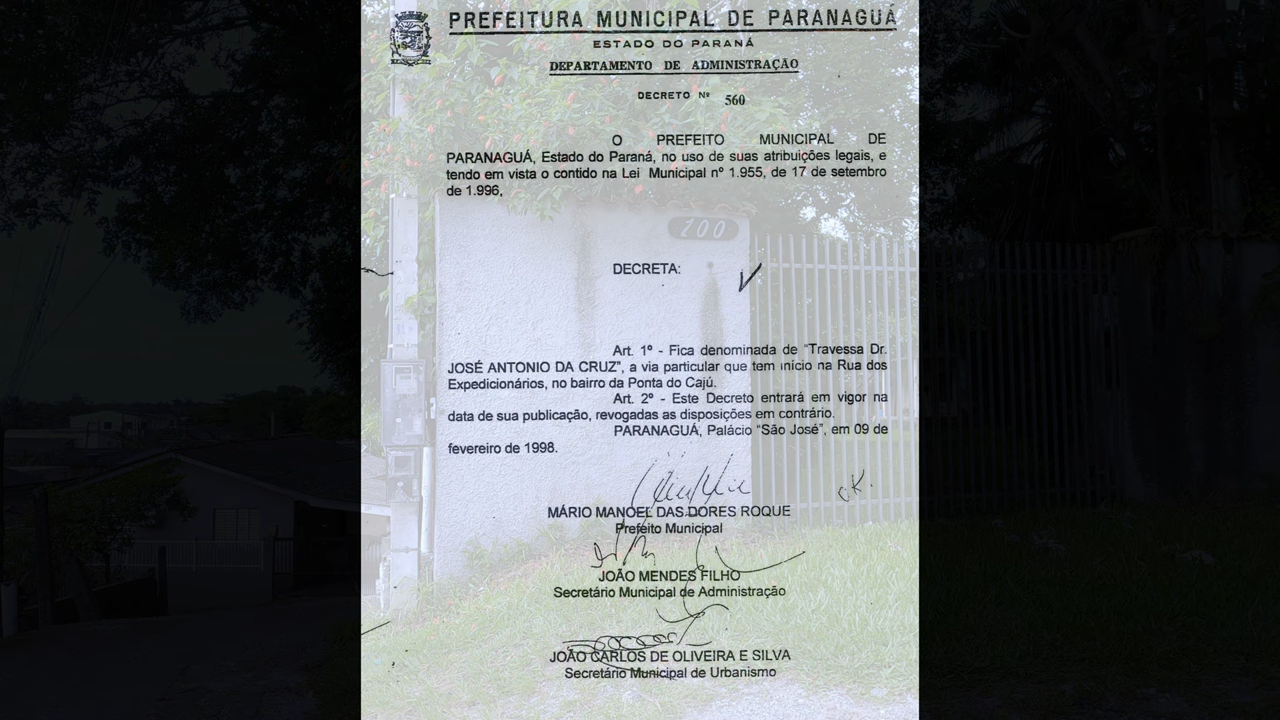 PREFEITURA MUNICIPAL DE PARANAGUÁ
ESTADO DO PARANÁ
DEPARTAMENTO DE ADMINISTRAÇÃO
DECRETO Nº 560
O PREFEITO MUNICIPAL DE
PARANAGUÁ, Estado do Paraná, no uso de suas atribuições legais, e
tendo em vista o contido na Lei Municipal nº 1.955, de 17 de setembro
de 1.996,
100
DECRETA:
Art. 1º - Fica denominada de “Travessa Dr.
JOSÉ ANTONIO DA CRUZ”, a via particular que tem início na Rua dos
Expedicionários, no bairro da Ponta do Cajú.
Art. 2º - Este Decreto entrará em vigor na
data de sua publicação, revogadas as disposições em contrário.
PARANAGUÁ, Palácio “São José”, em 09 de
fevereiro de 1998.
O.K.
MÁRIO MANOEL DAS DORES ROQUE
Prefeito Municipal
JOÃO MENDES FILHO
Secretário Municipal de Administração
JOÃO CARLOS DE OLIVEIRA E SILVA
Secretário Municipal de Urbanismo